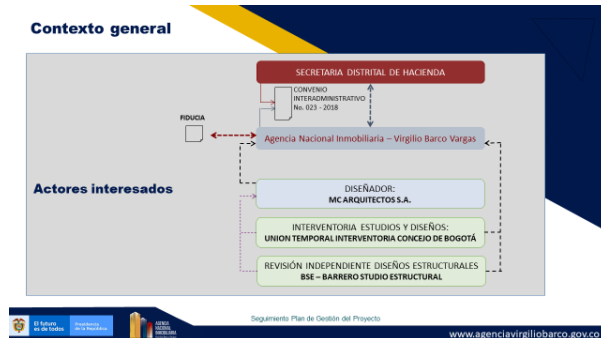 Contexto general
SECRETARIA DISTRITAL DE HACIENDA
CONVENIO
INTERADMINISTRATIVO
No. 023 - 2018
FIDUCIA
Agencia Nacional Inmobiliaria – Virgilio Barco Vargas
Actores interesados
DISEÑADOR:
MC ARQUITECTOS S.A.
INTERVENTORIA ESTUDIOS Y DISEÑOS:
UNION TEMPORAL INTERVENTORIA CONCEJO DE BOGOTÁ
REVISIÓN INDEPENDIENTE DISEÑOS ESTRUCTURALES
BSE – BARRERO STUDIO ESTRUCTURAL
Seguimiento Plan de Gestión del Proyecto
El futuro
es de todos
Presidencia
de la República
AGENCIA
NACIONAL
INMOBILIARIA
www.agenciavirgiliobarco.gov.co